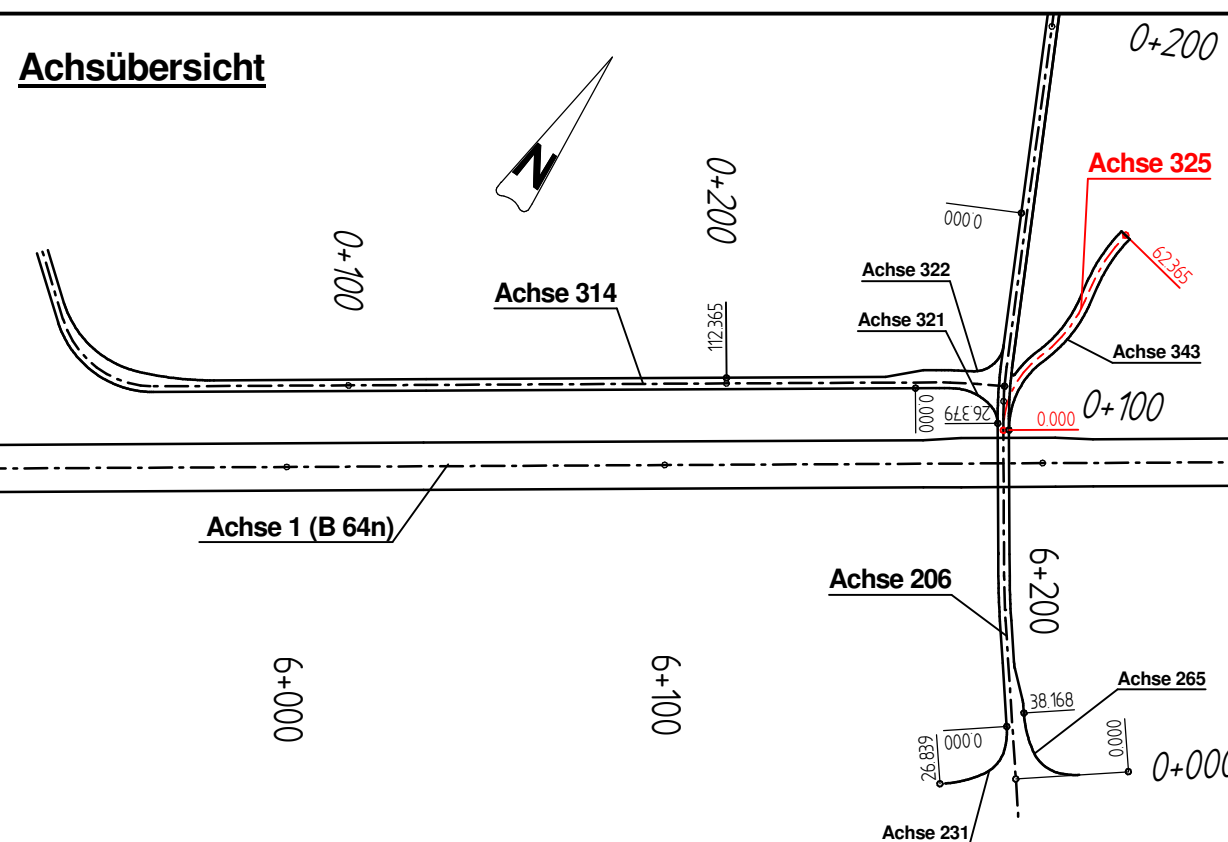 Achsübersicht
0+200
N
Achse 325
0+200
0+100
0.000
62.365
Achse 322
Achse 314
Achse 321
112.365
Achse 343
0.000
26.379
0.000
0+100
Achse 1 (B 64n)
Achse 206
6+200
6+000
6+100
Achse 265
38.168
26.839
0.000
0.000
0+000
Achse 231